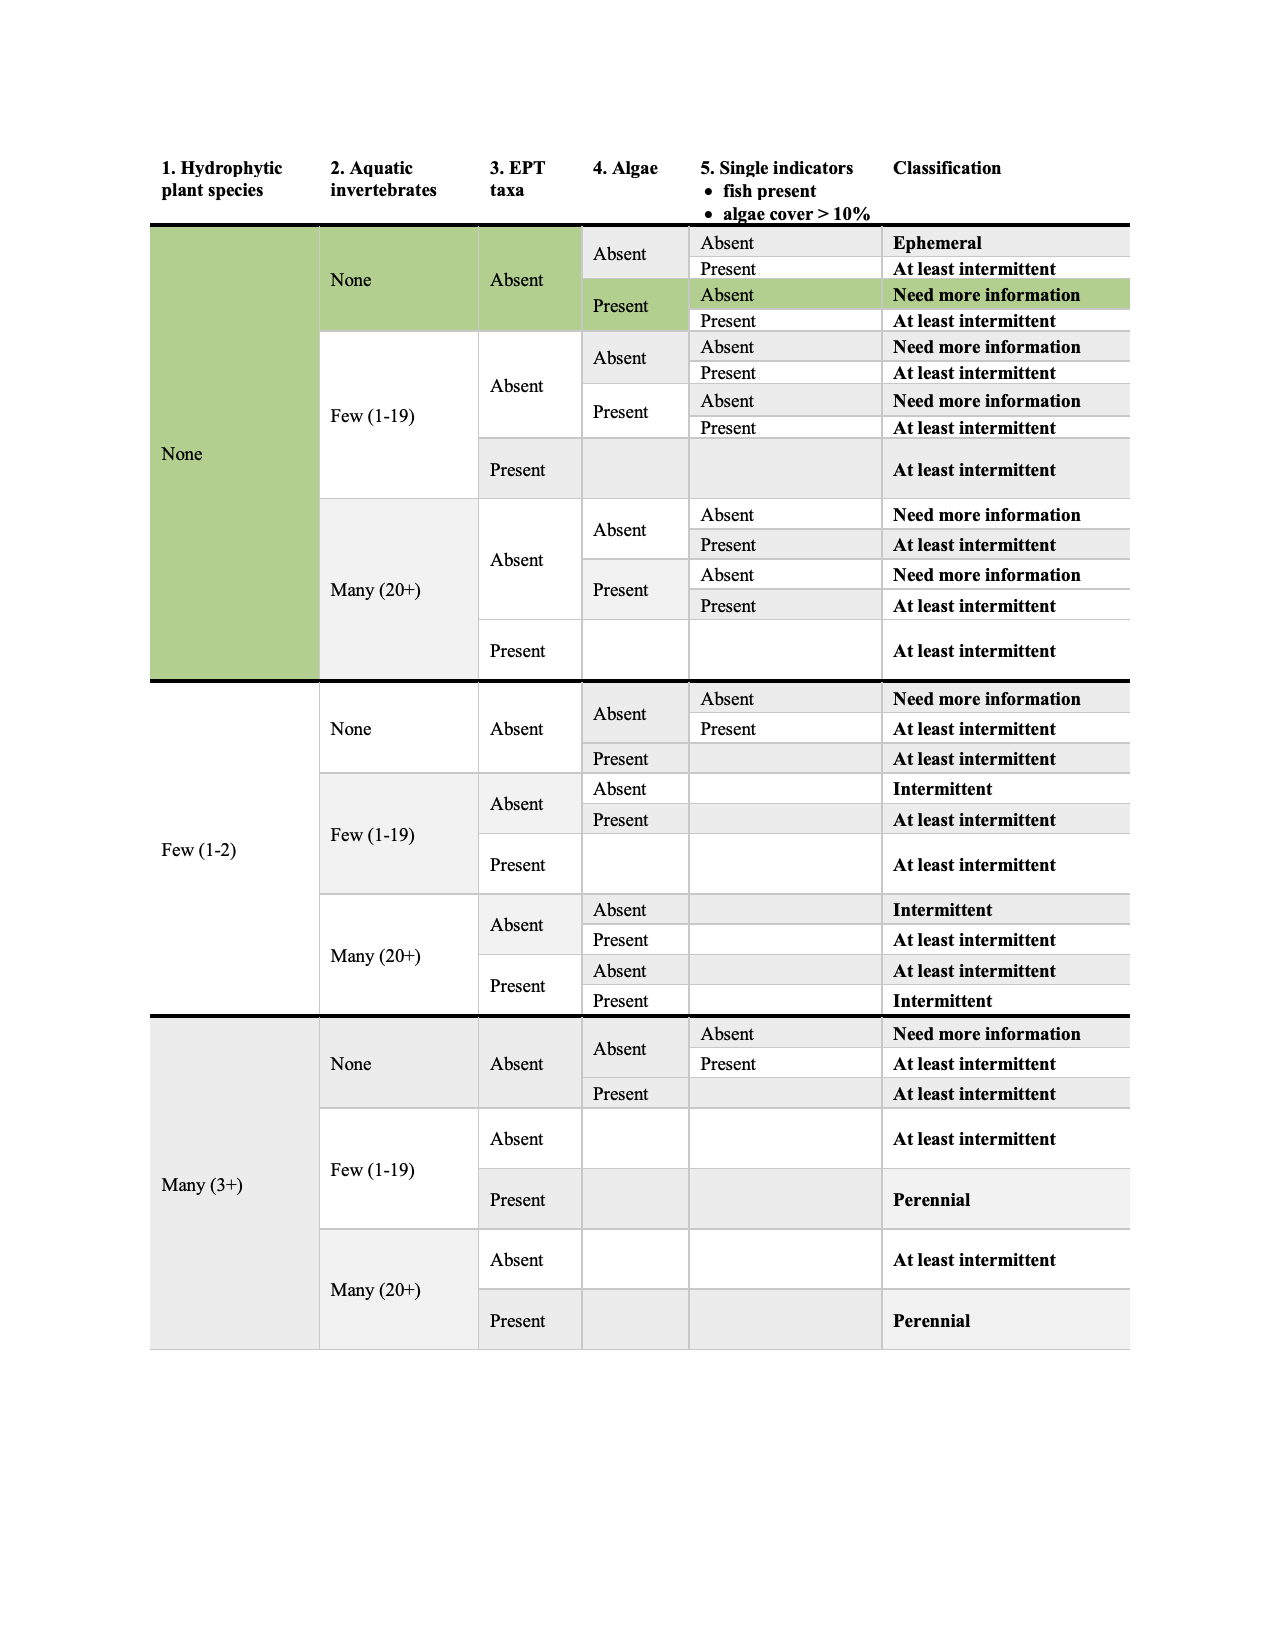 1. Hydrophytic plant species	2. Aquatic invertebrates	3. EPT taxa	4. Algae	5. Single indicators • fish present • algae cover > 10%	Classification
None	None	Absent	Absent	Absent	Ephemeral
Present	At least intermittent
Present	Absent	Need more information
Present	At least intermittent
Few (1-19)	Absent	Absent	Absent	Need more information
Present	At least intermittent
Present	Absent	Need more information
Present	At least intermittent
Present	At least intermittent
Many (20+)	Absent	Absent	Absent	Need more information
Present	At least intermittent
Present	Absent	Need more information
Present	At least intermittent
Present	At least intermittent
Few (1-2)	None	Absent	Absent	Absent	Need more information
Present	At least intermittent
Present	At least intermittent
Few (1-19)	Absent	Absent	Intermittent
Present	At least intermittent
Present	At least intermittent
Many (20+)	Absent	Absent	Intermittent
Present	At least intermittent
Present	Absent	At least intermittent
Present	Intermittent
Many (3+)	None	Absent	Absent	Absent	Need more information
Present	At least intermittent
Present	At least intermittent
Few (1-19)	Absent	At least intermittent
Present	Perennial
Many (20+)	Absent	At least intermittent
Present	Perennial